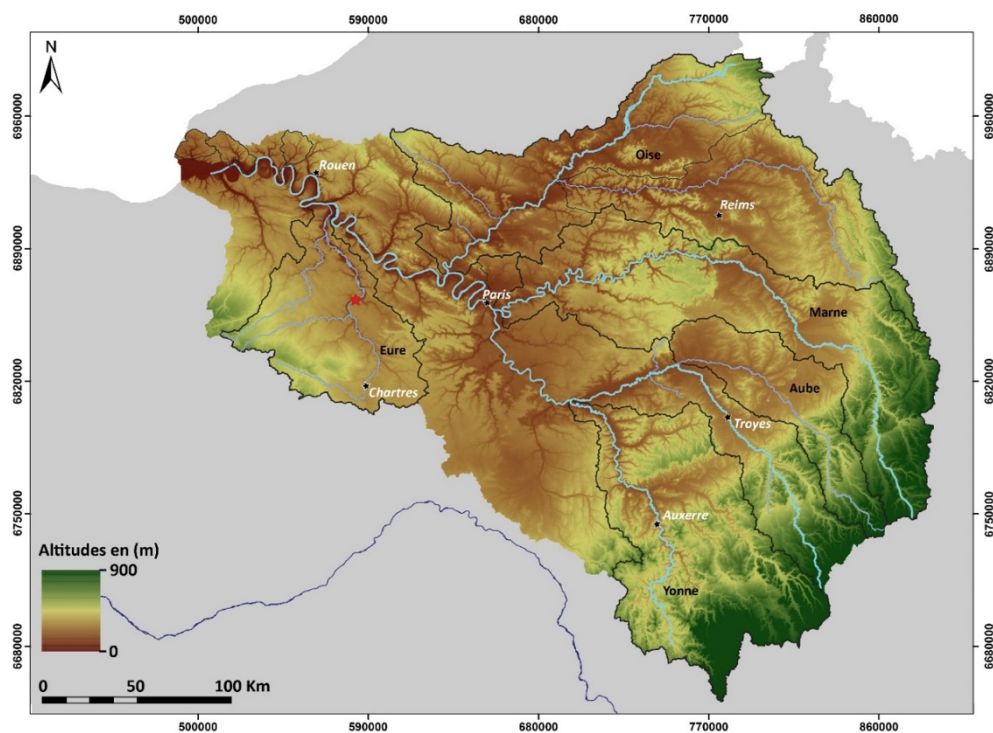 500000 590000 680000 770000 860000
N
6960000 6960000
Oise
Rouen
Reims
6890000 6890000
Paris
Marne
Eure
6820000 6820000
Chartres
Aube
Troyes
6750000 6750000
Auxerre
Altitudes en (m)
900
Yonne
0
6680000 6680000
0 50 100 Km
500000 590000 680000 770000 860000